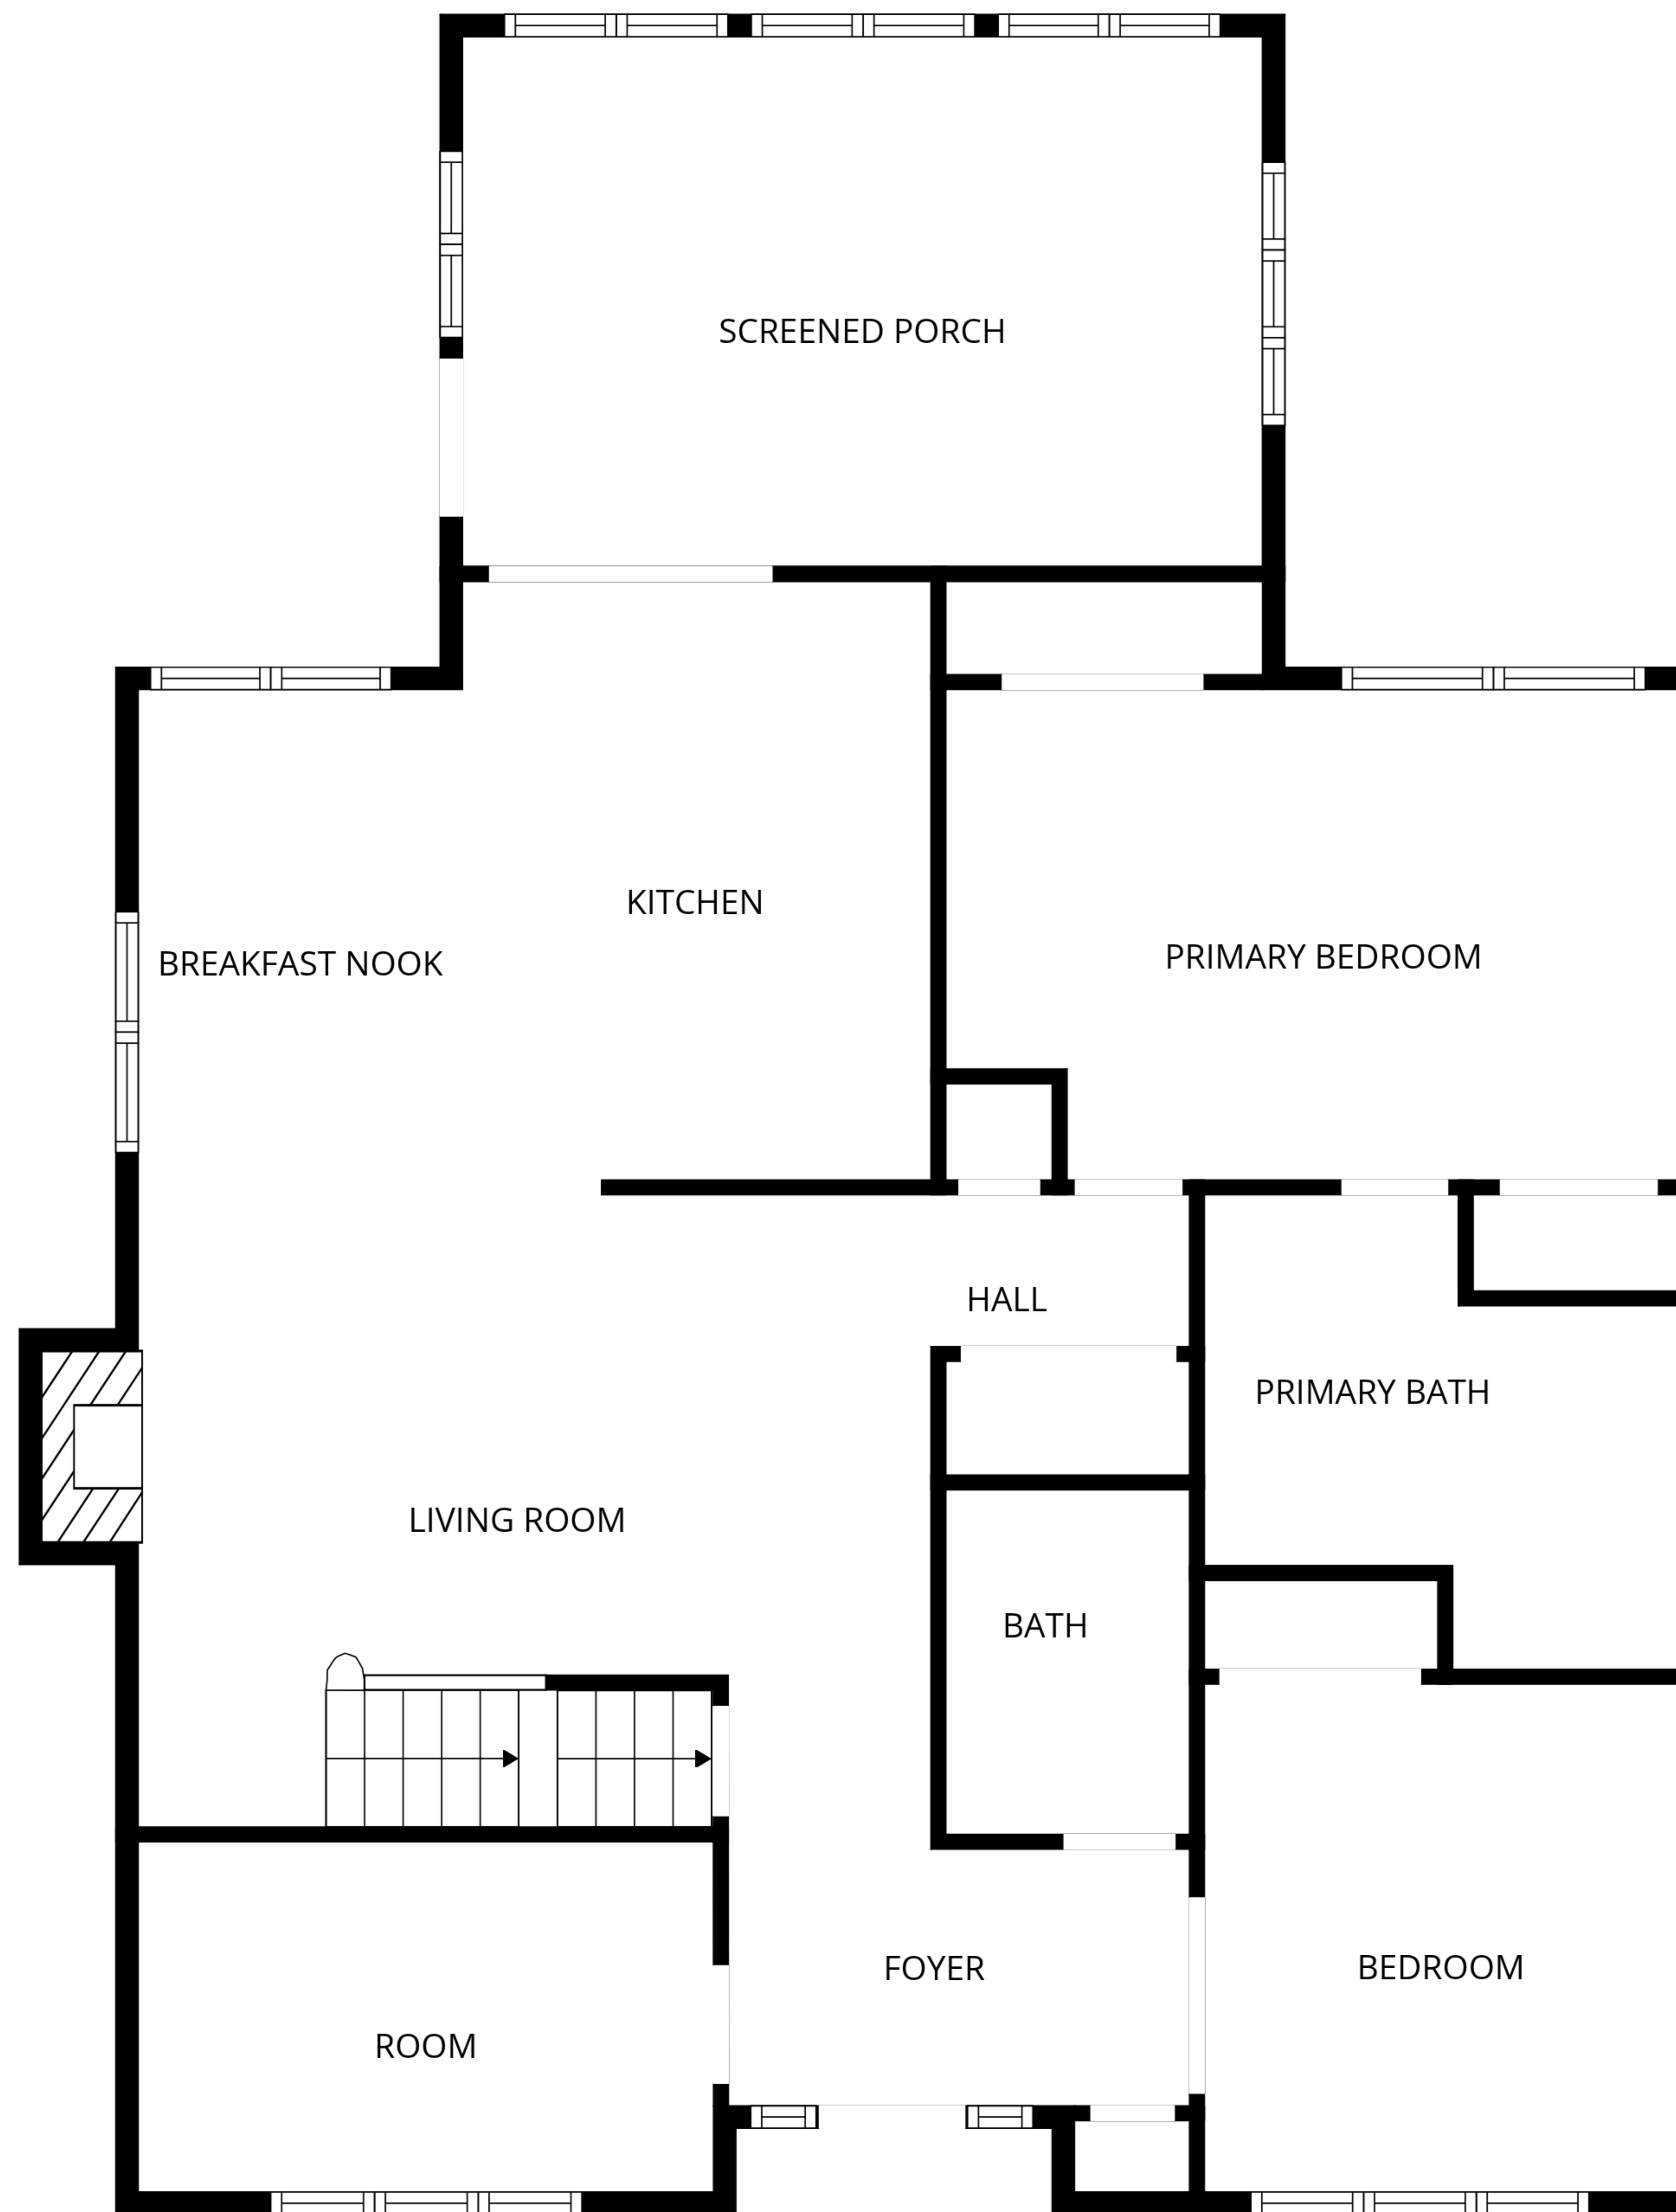 SCREENED PORCH
KITCHEN
BREAKFAST NOOK
PRIMARY BEDROOM
HALL
PRIMARY BATH
LIVING ROOM
BATH
FOYER
BEDROOM
ROOM